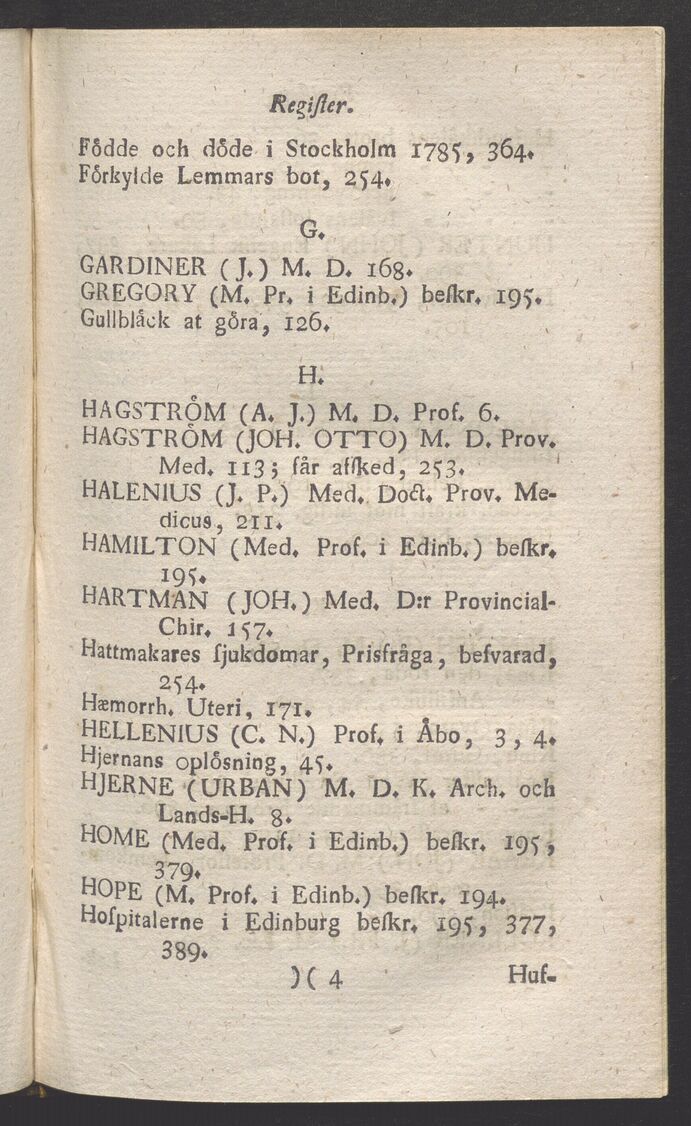 Regiſter.
Födde och döde i Stockholm 1785, 364.
Förkylde Lemmars bot, 254.
G.
GARDINER (J.) M. D. 168.
GREGORY (M. Pr. i Edinb.) beſkr. 195.
Gullbläck at göra, 126.
H.
HAGSTRÖM (A. J.) M. D. Prof. 6.
HAGSTRÖM (JOH. OTTO) M. D. Prov.
Med. 113; får afſked, 253.
HALENIUS (J. P.) Med. Doct. Prov. Me-
dicus, 211.
HAMILTON (Med. Prof. i Edinb.) beſkr.
195.
HARTMAN (JOH.) Med. D:r Provincial-
Chir. 157.
Hattmakares ſjukdomar, Prisfråga, beſvarad,
254.
Hæmorrh. Uteri, 171.
HELLENIUS (C. N.) Prof. i Åbo, 3, 4.
Hjernans oplösning, 45.
HJERNE (URBAN) M. D. K. Arch. och
Lands-H. 8.
HOME (Med. Prof. i Edinb.) beſkr. 195,
379.
HOPE (M. Prof. i Edinb.) beſkr. 194.
Hoſpitalerne i Edinburg beſkr. 195, 377,
389.
)( 4 Huf-